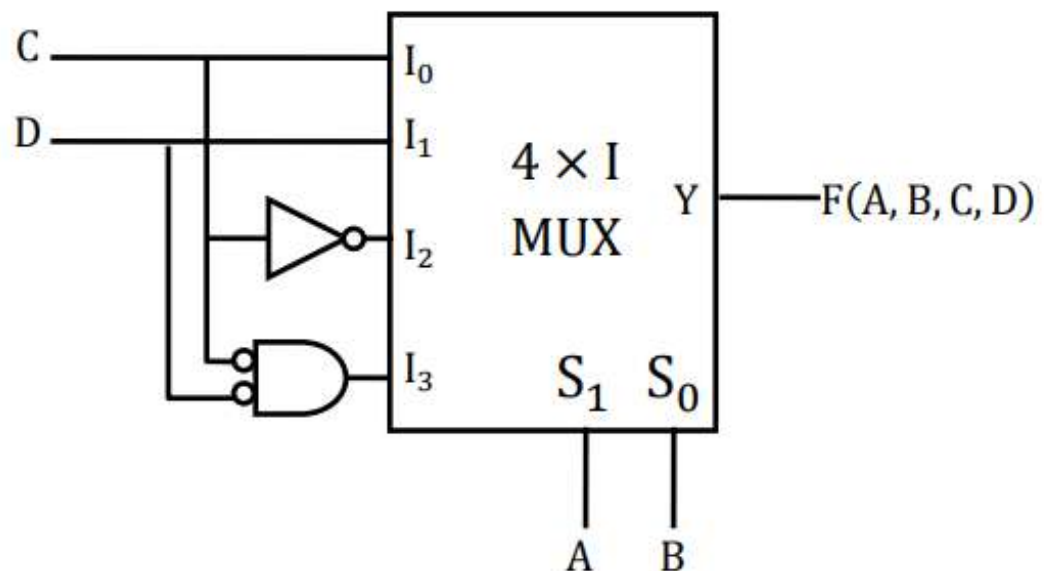 C
I₀
D
I₁
4 × I
MUX
Y
F(A, B, C, D)
I₂
I₃
S₁ S₀
A B